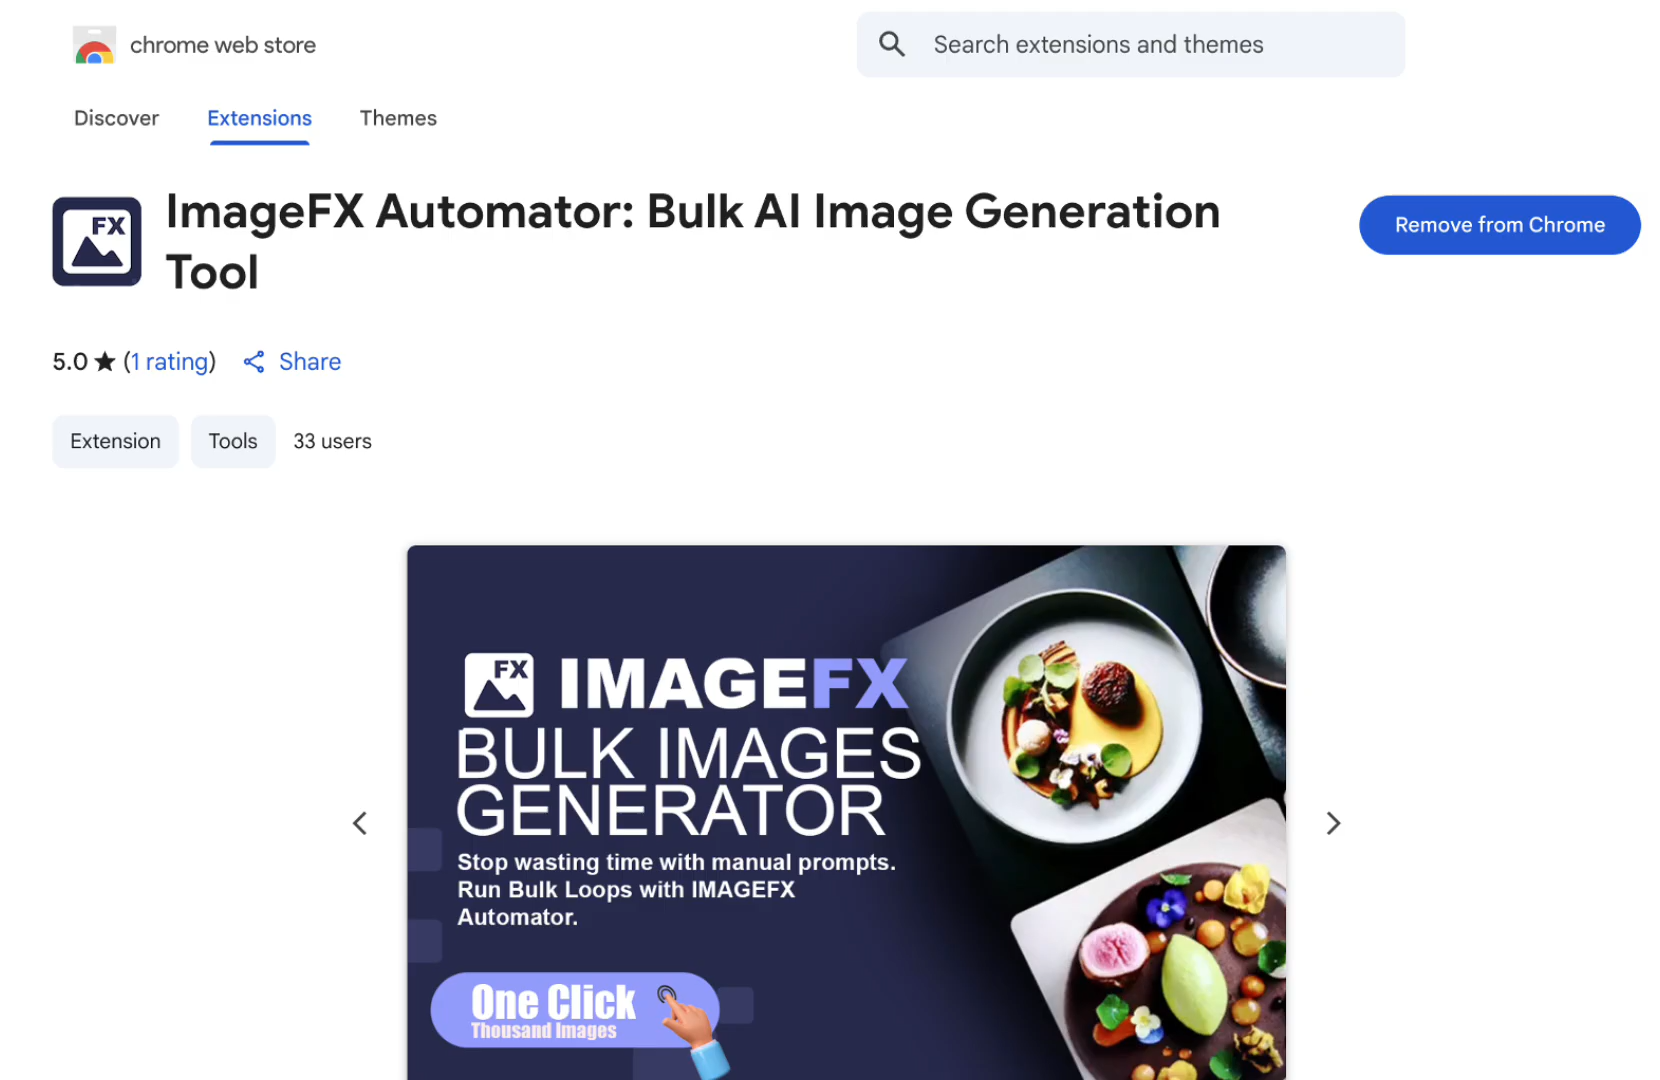 chrome web store
Search extensions and themes
Discover
Extensions
Themes
FX
ImageFX Automator: Bulk AI Image Generation
Tool
Remove from Chrome
5.0 ★ (1 rating)
Share
Extension
Tools
33 users
FX
IMAGEFX
BULK IMAGES
GENERATOR
Stop wasting time with manual prompts.
Run Bulk Loops with IMAGEFX
Automator.
One Click
Thousand Images